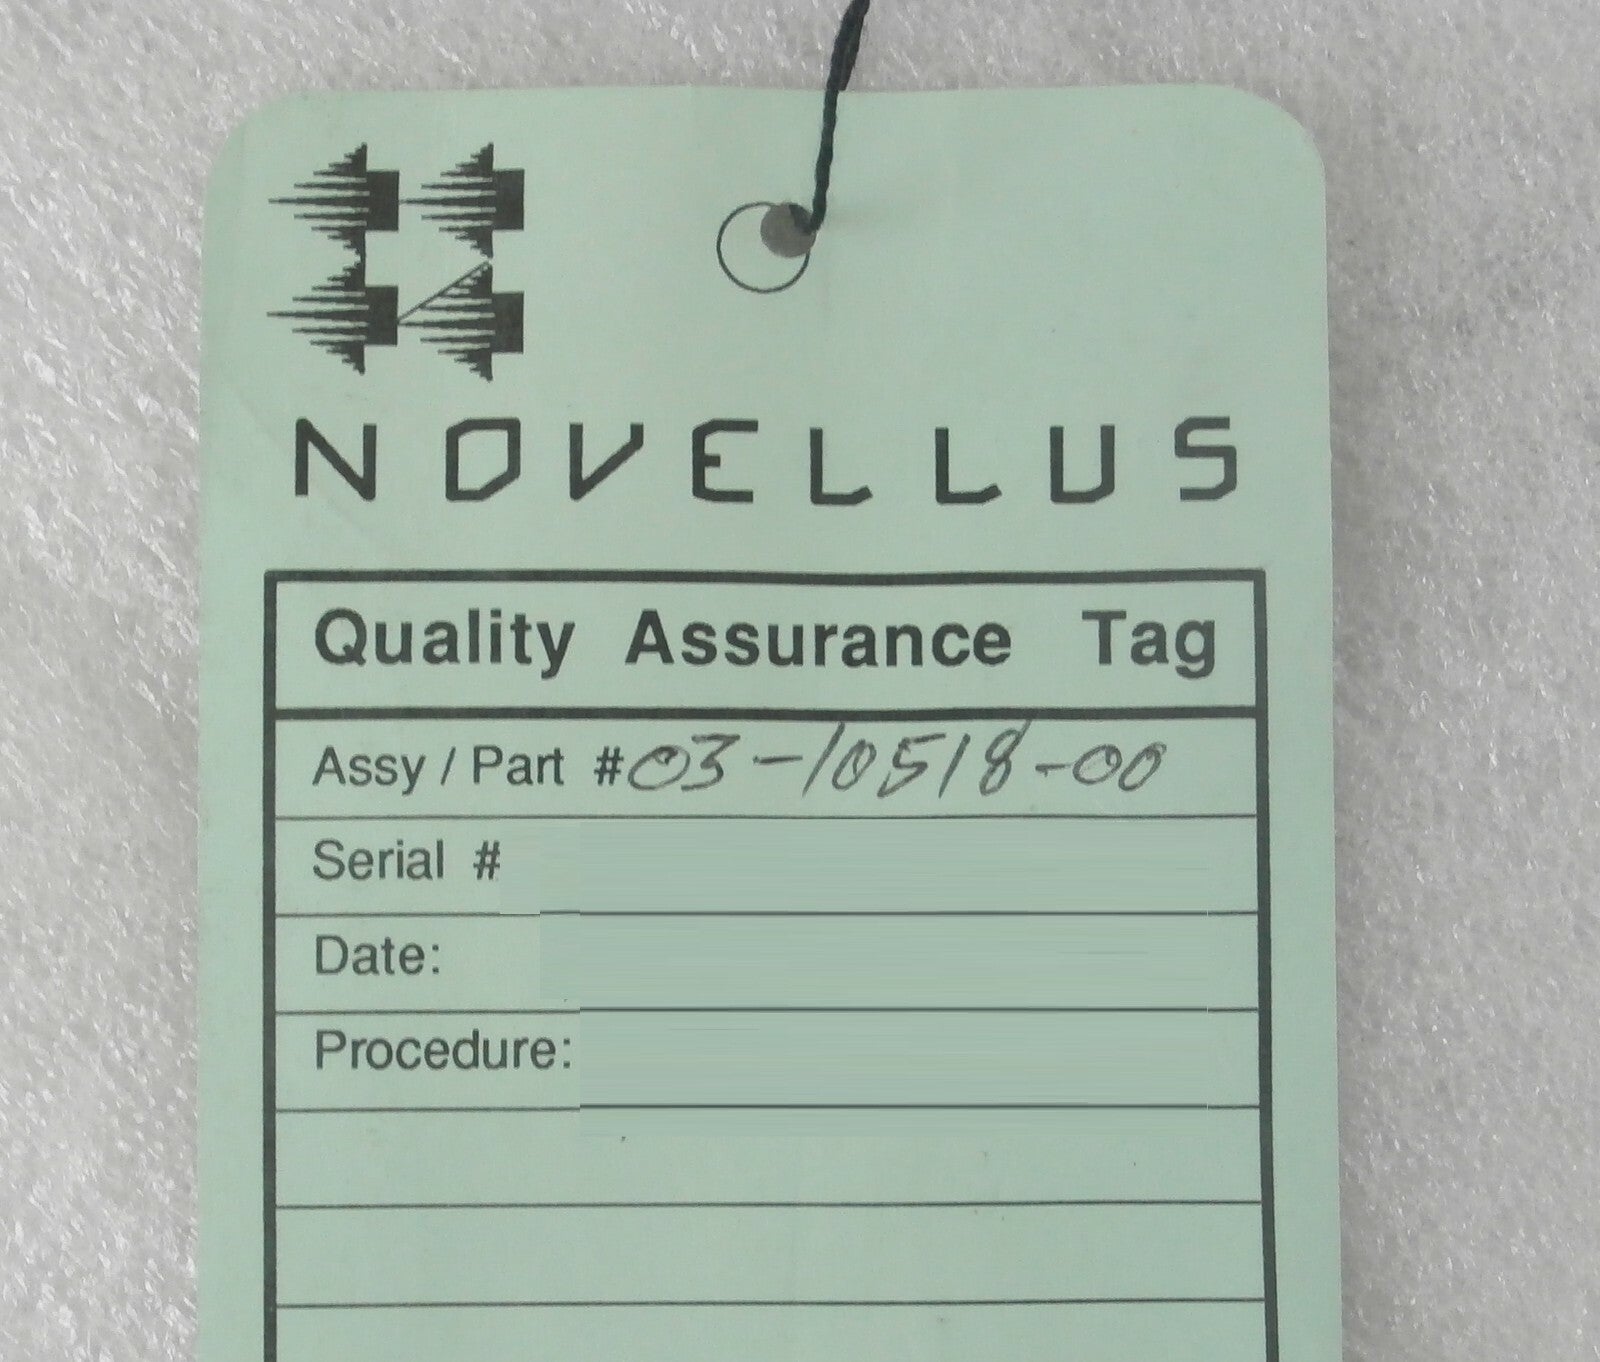 NOVELLUS
Quality Assurance Tag
Assy / Part # 03-10518-00
Serial #
Date:
Procedure: